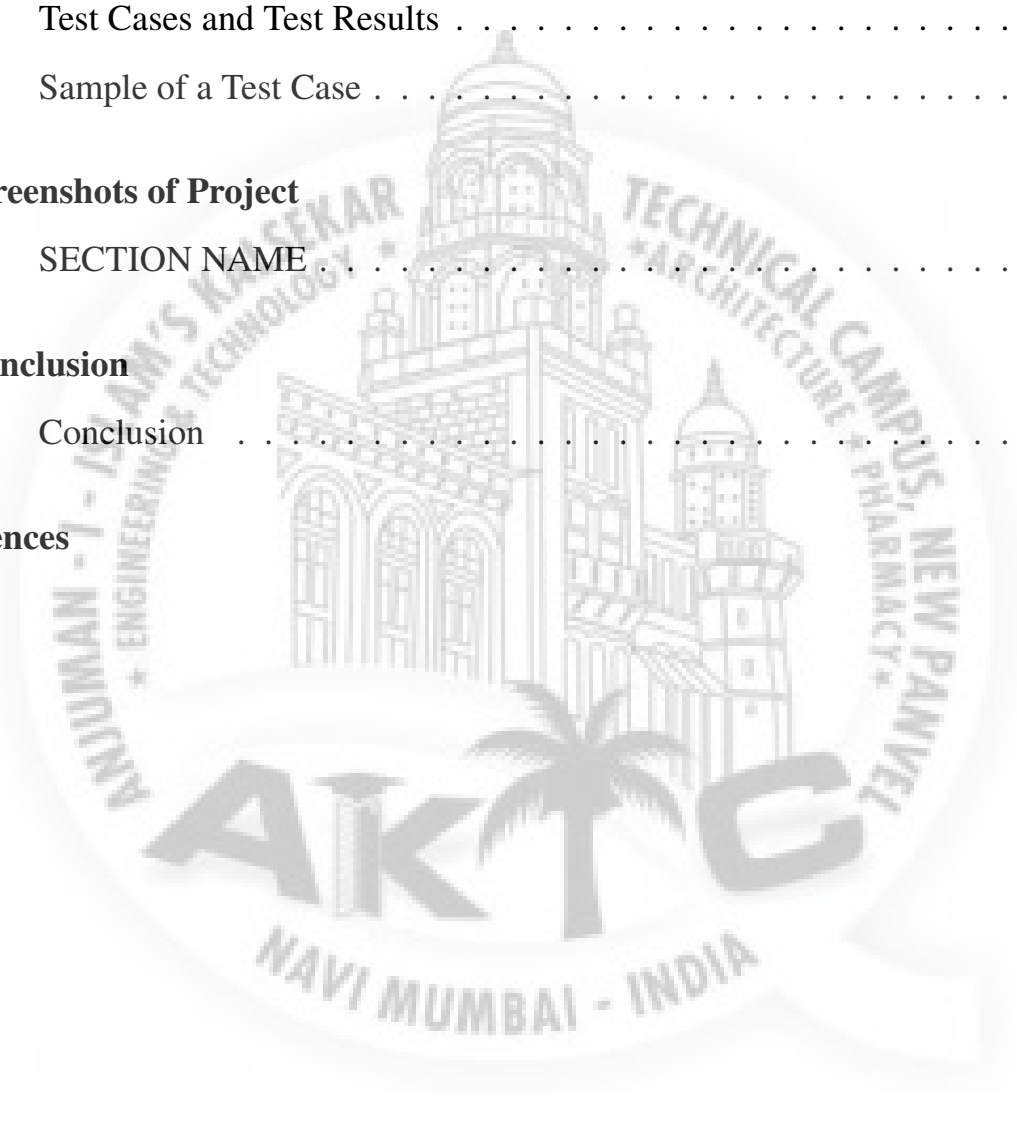 Test Cases and Test Results . . . . . . . . . . . . . . . . . . . . .
Sample of a Test Case . . . . . . . . . . . . . . . . . . . . . . . .
reenshots of Project
SECTION NAME . . . . . . . . . . . . . . . . . . . . . . . . . .
nclusion
Conclusion . . . . . . . . . . . . . . . . . . . . . . . . . . . . .
ences
ANJUMAN - I - ISLAM'S KALSEKAR TECHNICAL CAMPUS, NEW PANVEL
* ENGINEERING & TECHNOLOGY * *ARCHITECTURE * PHARMACY*
AKTC
NAVI MUMBAI - INDIA